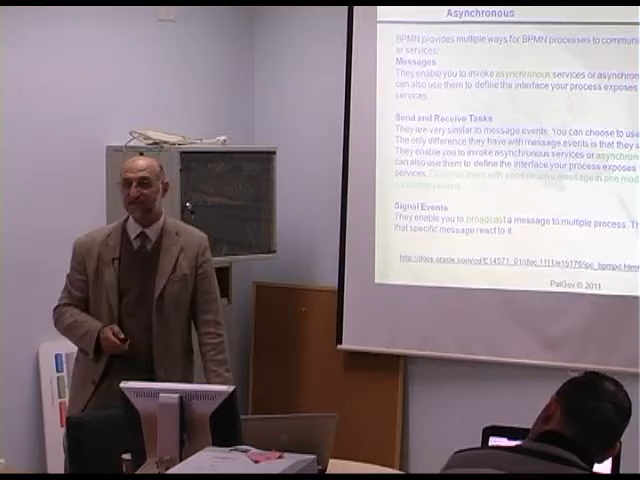 Asynchronous
BPMN provides multiple ways for BPMN processes to communi
or services:
Messages
They enable you to invoke asynchronous services or asynchron
can also use them to define the interface your process exposes
services.
Send and Receive Tasks
They are very similar to message events. You can choose to use
The only difference they have with message events is that they s
They enable you to invoke asynchronous services or asynchron
can also use them to define the interface your process exposes
services.
Signal Events
They enable you to broadcast a message to multiple process. Th
that specific message react to it.
PalGov © 2011